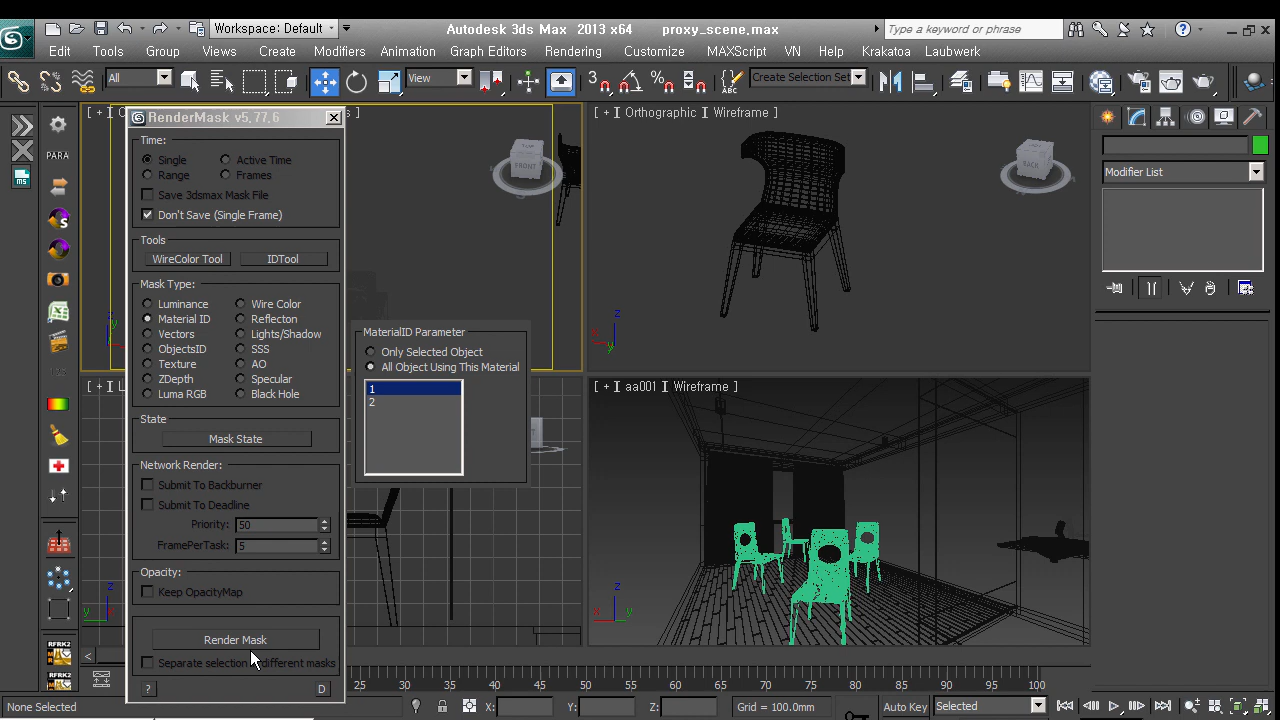 Workspace: Default
Autodesk 3ds Max 2013 x64 proxy_scene,max
Type a keyword or phrase
Edit Tools Group Views Create Modifiers Animation Graph Editors Rendering Customize MAXScript VN Help Krakatoa Laubwerk
All
View
3
ABC
Create Selection Set
RenderMask v5,77,6
Time:
Single Active Time
Range Frames
Save 3dsmax Mask File
Don't Save (Single Frame)
Tools
WireColor Tool IDTool
Mask Type:
Luminance Wire Color
Material ID Reflecton
Vectors Lights/Shadow
ObjectsID SSS
Texture AO
ZDepth Specular
Luma RGB Black Hole
State
Mask State
Network Render:
Submit To Backburner
Submit To Deadline
Priority: 50
FramePerTask: 5
Opacity:
Keep OpacityMap
Render Mask
Separate selection different masks
? D
MaterialID Parameter
Only Selected Object
All Object Using This Material
1
2
PARA
ms
S
RFRK2
RFRK2
FRONT
[ + ] [ Orthographic ] [ Wireframe ]
BACK
[ + ] [ aa001 ] [ Wireframe ]
z
y
x
Modifier List
25 30 35 40 45 50 55 60 65 70 75 80 85 90 95 100
None Selected
X: Y: Z: Grid = 100.0mm Auto Key Selected